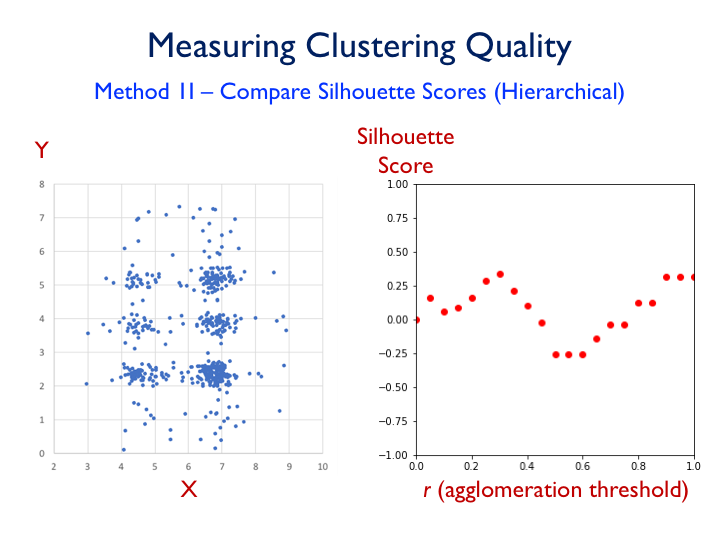 Measuring Clustering Quality
Method II – Compare Silhouette Scores (Hierarchical)
Y
8
7
6
5
4
3
2
1
0
2 3 4 5 6 7 8 9 10
X
Silhouette
Score
1.00
0.75
0.50
0.25
0.00
−0.25
−0.50
−0.75
−1.00
0.0 0.2 0.4 0.6 0.8 1.0
r (agglomeration threshold)